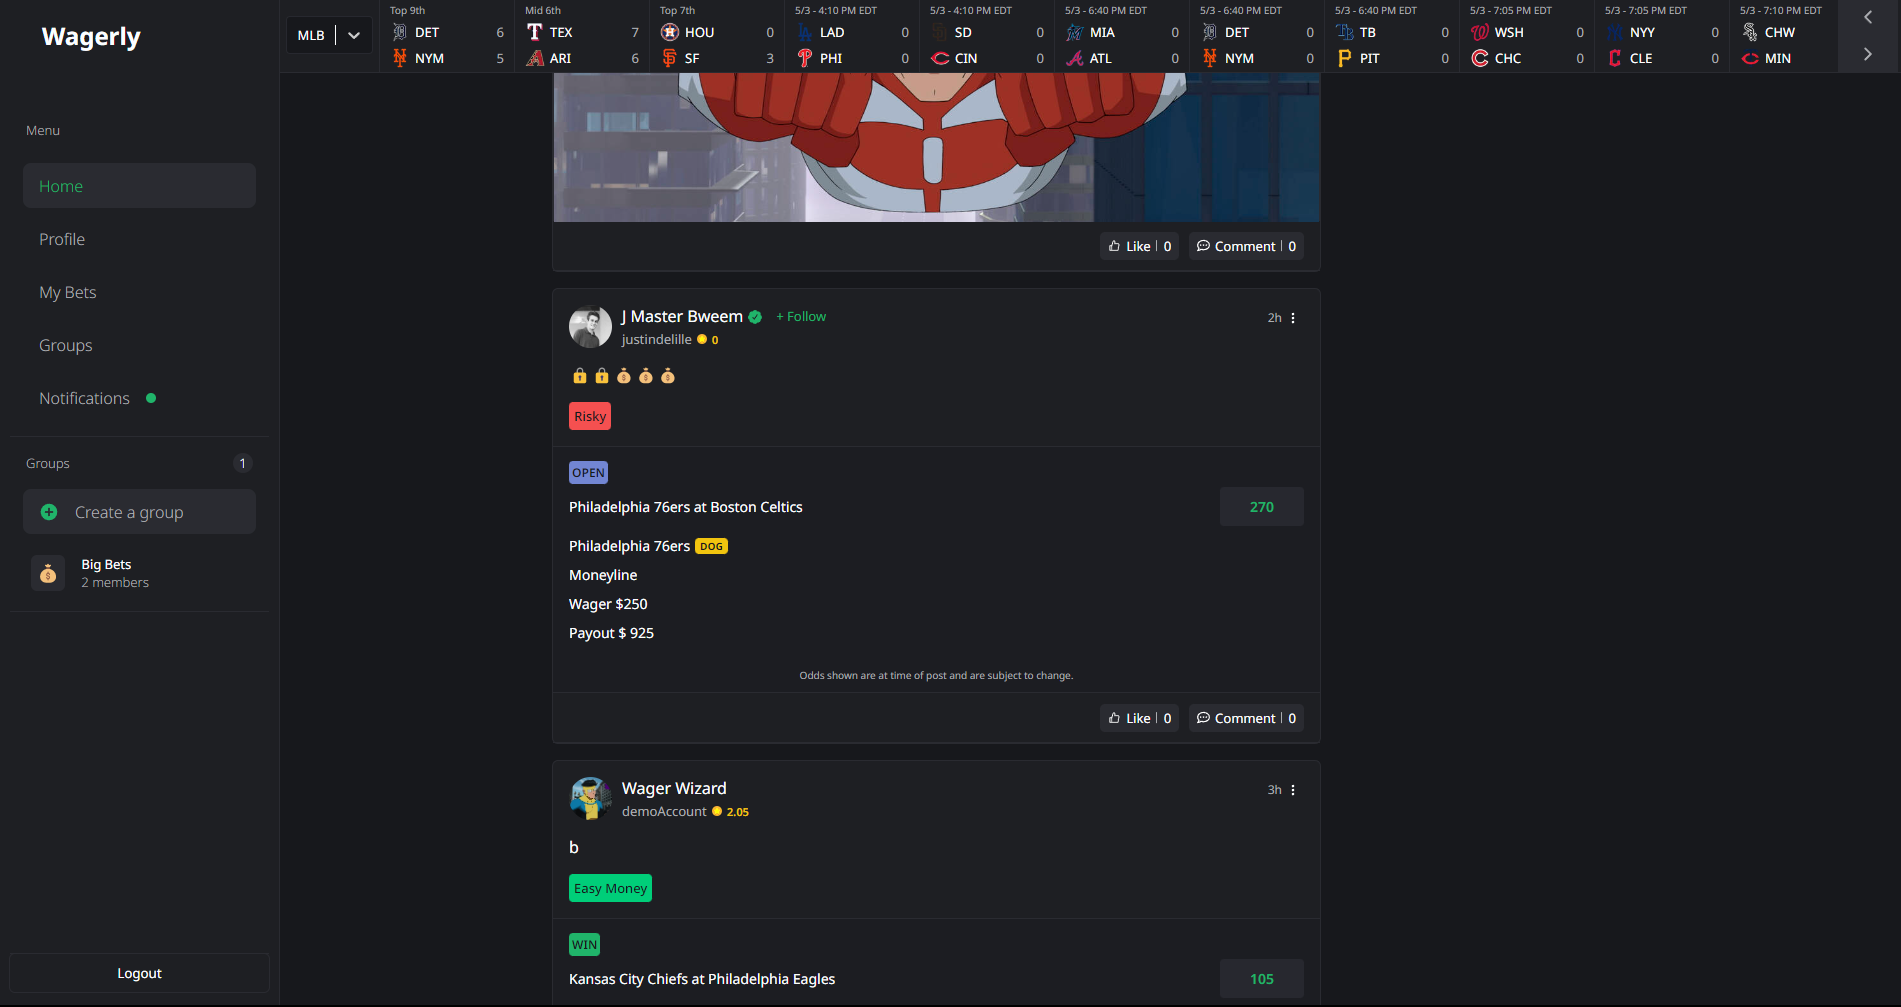 Wagerly
MLB
Top 9th
DET 6
NYM 5
Mid 6th
TEX 7
ARI 6
Top 7th
HOU 0
SF 3
5/3 - 4:10 PM EDT
LAD 0
PHI 0
5/3 - 4:10 PM EDT
SD 0
CIN 0
5/3 - 6:40 PM EDT
MIA 0
ATL 0
5/3 - 6:40 PM EDT
DET 0
NYM 0
5/3 - 6:40 PM EDT
TB 0
PIT 0
5/3 - 7:05 PM EDT
WSH 0
CHC 0
5/3 - 7:05 PM EDT
NYY 0
CLE 0
5/3 - 7:10 PM EDT
CHW
MIN
Menu
Home
Profile
My Bets
Groups
Notifications
Groups 1
Create a group
Big Bets
2 members
Logout
Like | 0 Comment | 0
J Master Bweem + Follow 2h
justindelille 0
Risky
OPEN
Philadelphia 76ers at Boston Celtics 270
Philadelphia 76ers DOG
Moneyline
Wager $250
Payout $ 925
Odds shown are at time of post and are subject to change.
Like | 0 Comment | 0
Wager Wizard 3h
demoAccount 2.05
b
Easy Money
WIN
Kansas City Chiefs at Philadelphia Eagles 105